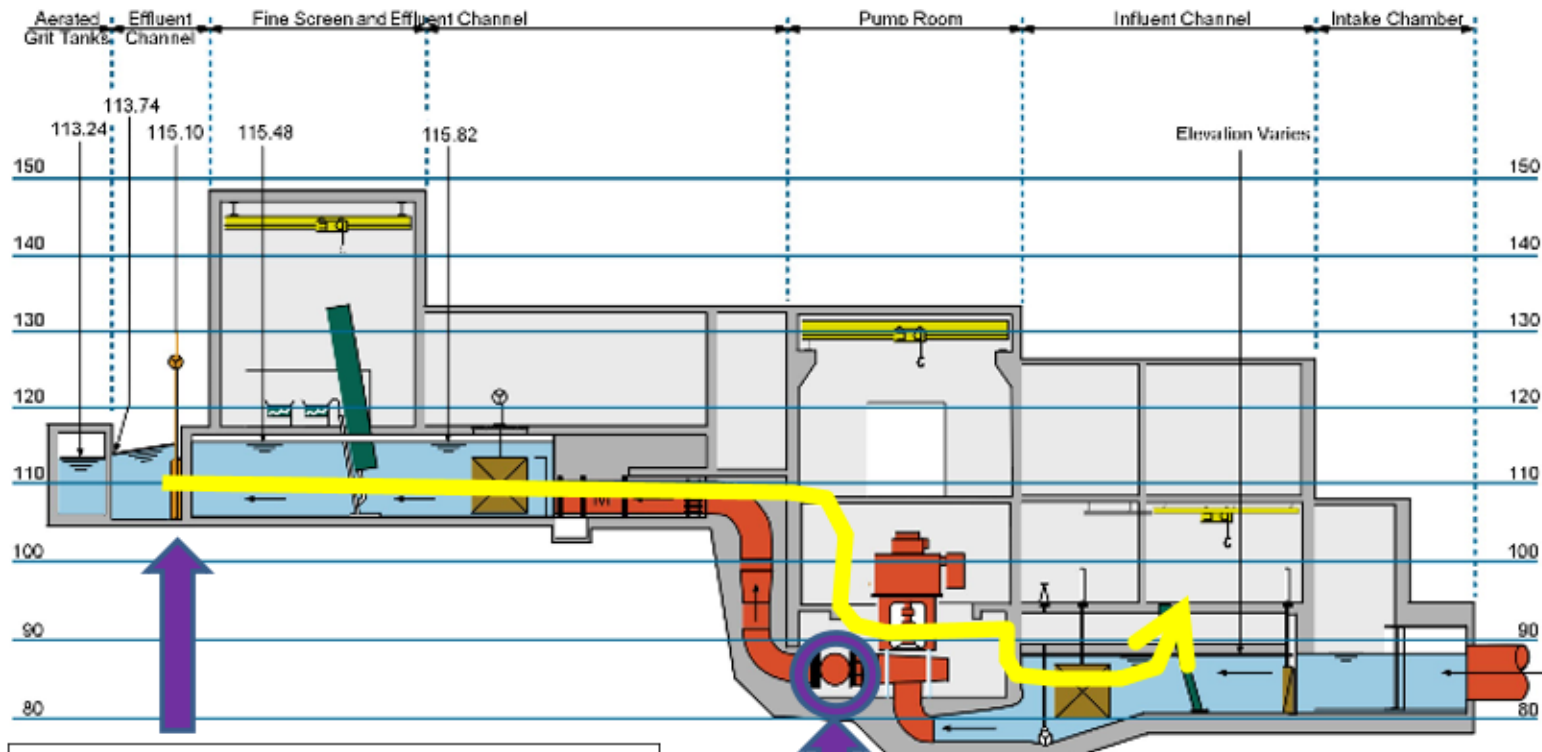 Aerated Effluent Fine Screen and Effluent Channel Pump Room Influent Channel Intake Chamber
Grit Tanks Channel
113.74
113.24 115.10 115.48 115.82 Elevation Varies
150 150
140 140
130 130
120 120
110 110
M
100 100
90 90
80 80